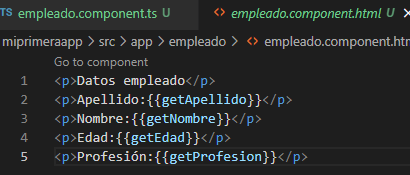 TS empleado.component.ts U <> empleado.component.html U
miprimeraapp > src > app > empleado > <> empleado.component.htm
Go to component
1 <p>Datos empleado</p>
2 <p>Apellido:{{getApellido}}</p>
3 <p>Nombre:{{getNombre}}</p>
4 <p>Edad:{{getEdad}}</p>
5 <p>Profesión:{{getProfesion}}</p>